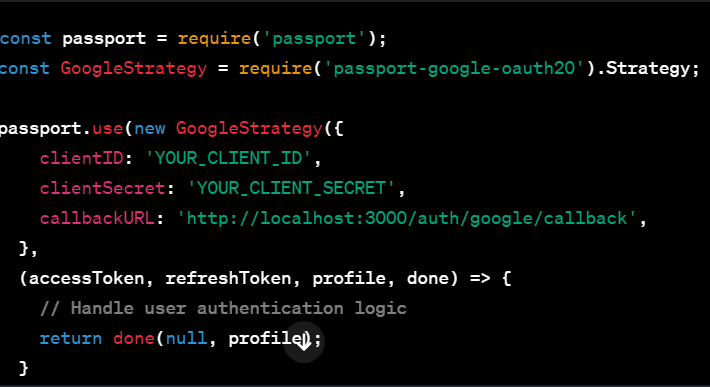 const passport = require('passport');
const GoogleStrategy = require('passport-google-oauth20').Strategy;
passport.use(new GoogleStrategy({
clientID: 'YOUR_CLIENT_ID',
clientSecret: 'YOUR_CLIENT_SECRET',
callbackURL: 'http://localhost:3000/auth/google/callback',
},
(accessToken, refreshToken, profile, done) => {
// Handle user authentication logic
return done(null, profile);
}